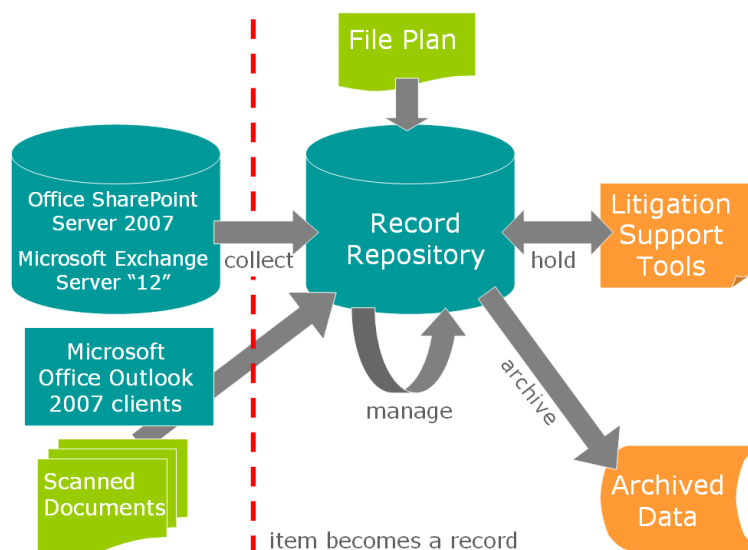 File Plan
Office SharePoint
Server 2007
Microsoft Exchange
Server “12”
collect
Record
Repository
hold
Litigation
Support
Tools
Microsoft
Office Outlook
2007 clients
manage
archive
Scanned
Documents
Archived
Data
item becomes a record